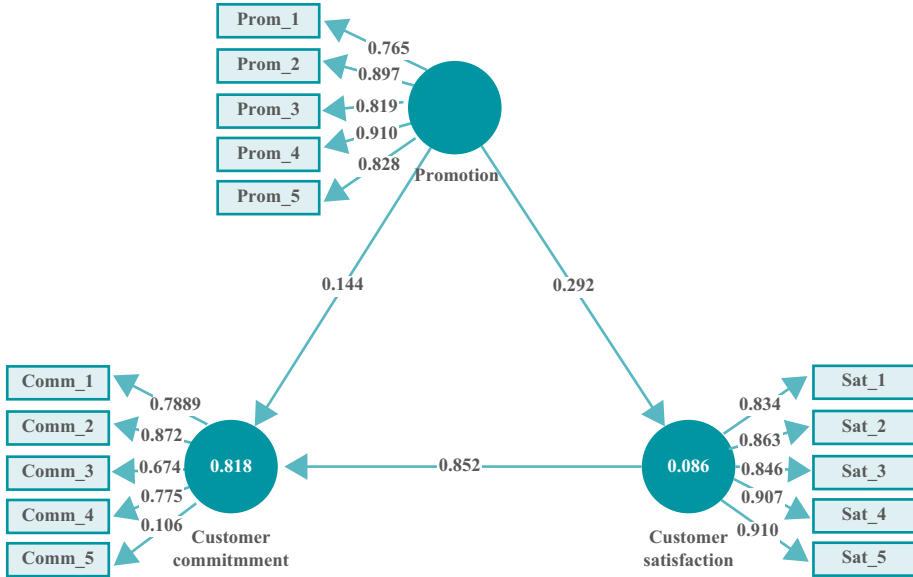 Prom_1
0.765
Prom_2
0.897
Prom_3
0.819
Prom_4
0.910
Prom_5
0.828
Promotion
0.144
0.292
Comm_1
0.7889
Comm_2
0.872
Comm_3
0.674
Comm_4
0.775
Comm_5
0.106
0.818
Customer
commitmment
0.852
0.086
Customer
satisfaction
Sat_1
0.834
Sat_2
0.863
Sat_3
0.846
Sat_4
0.907
Sat_5
0.910